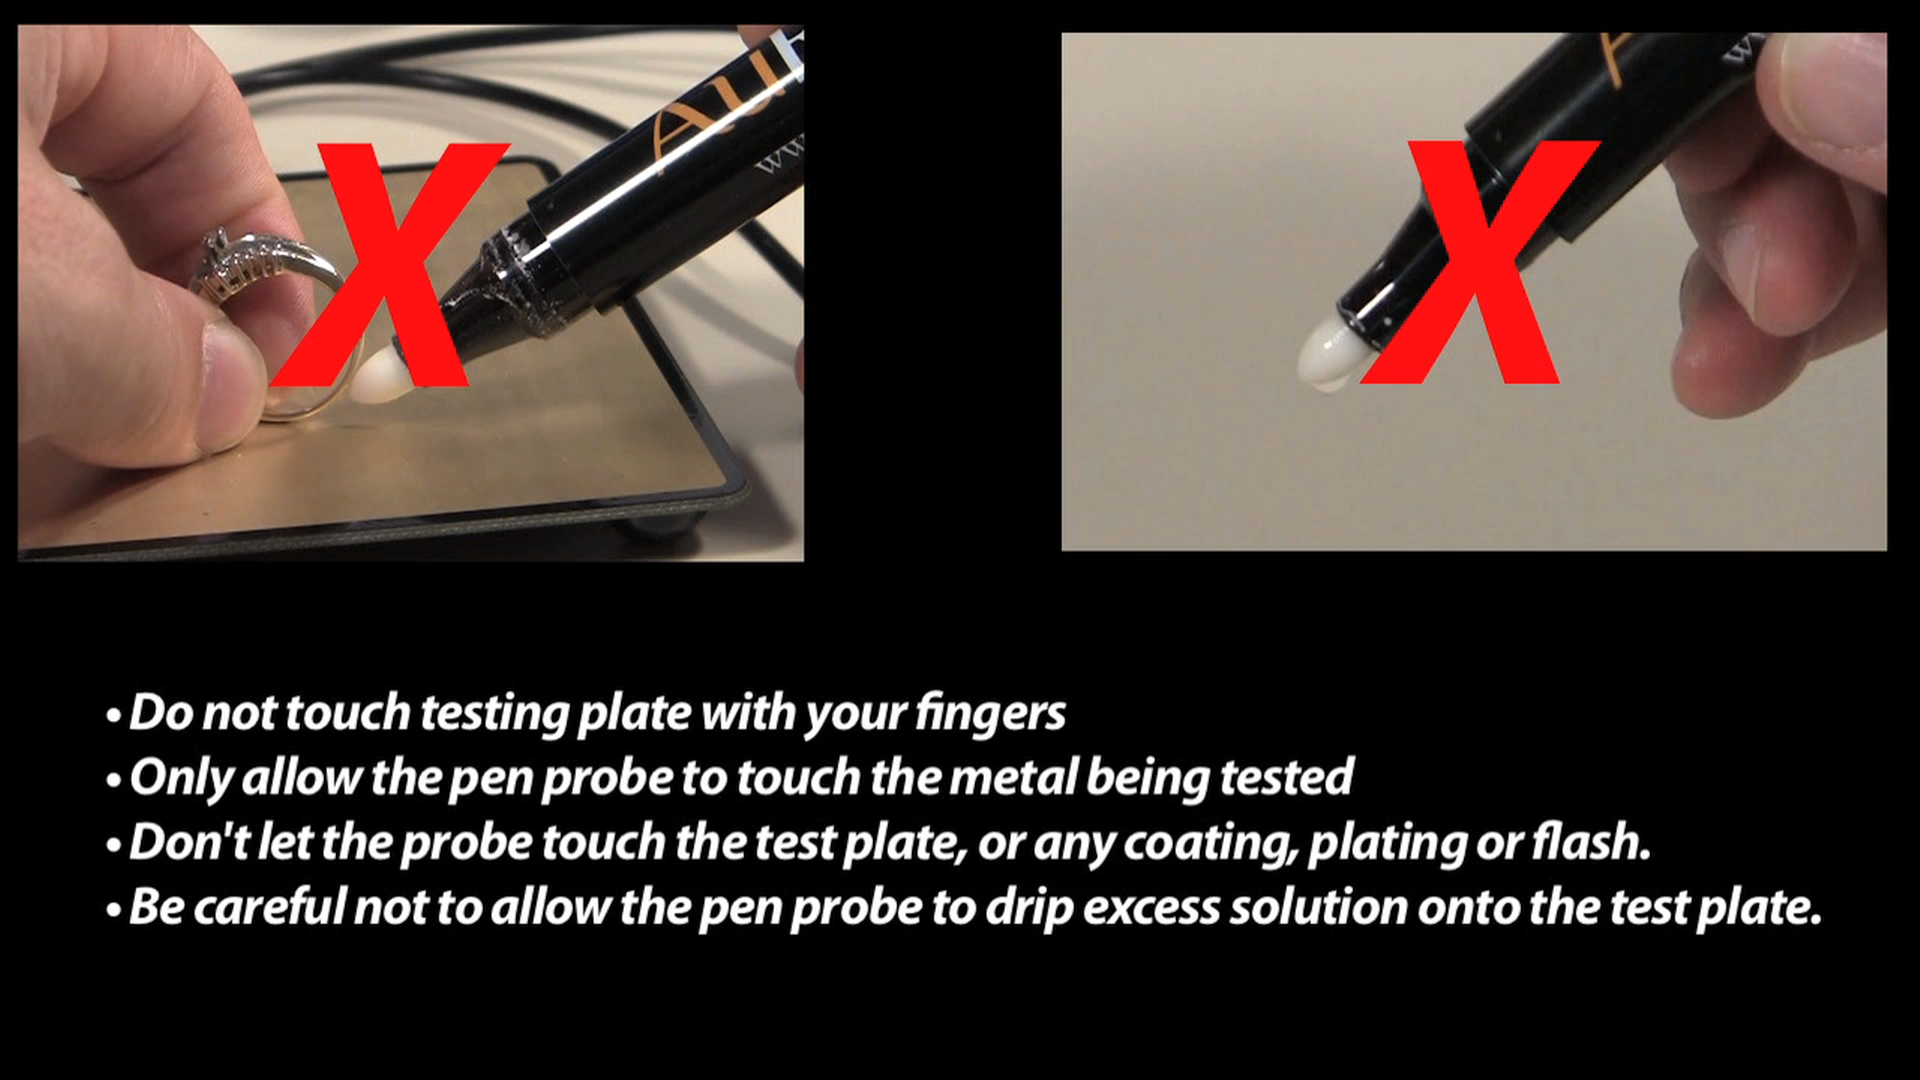 Au
ww
X
X
• Do not touch testing plate with your fingers
• Only allow the pen probe to touch the metal being tested
• Don't let the probe touch the test plate, or any coating, plating or flash.
• Be careful not to allow the pen probe to drip excess solution onto the test plate.